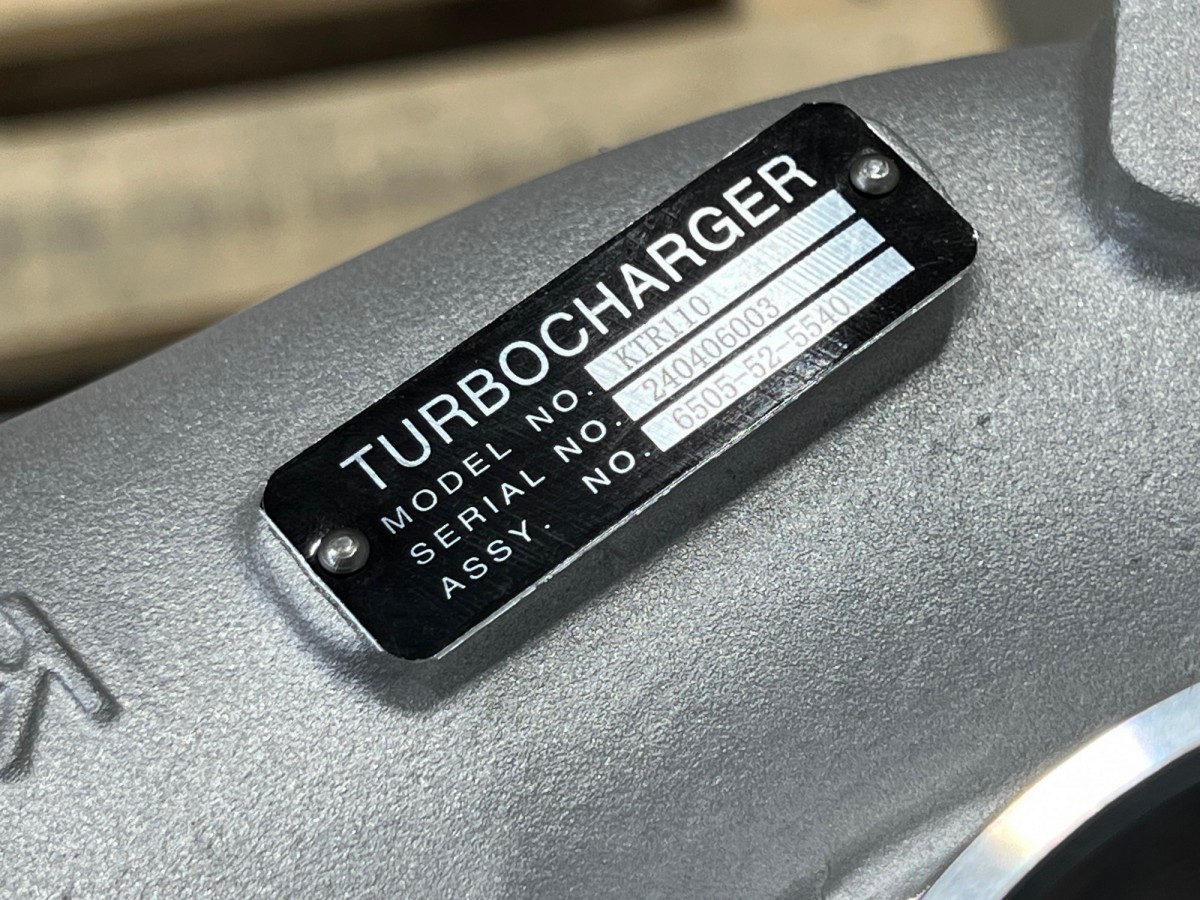 TURBOCHARGER
MODEL NO. KTR110
SERIAL NO. 240406003
ASSY. NO. 6505-52-5540
K